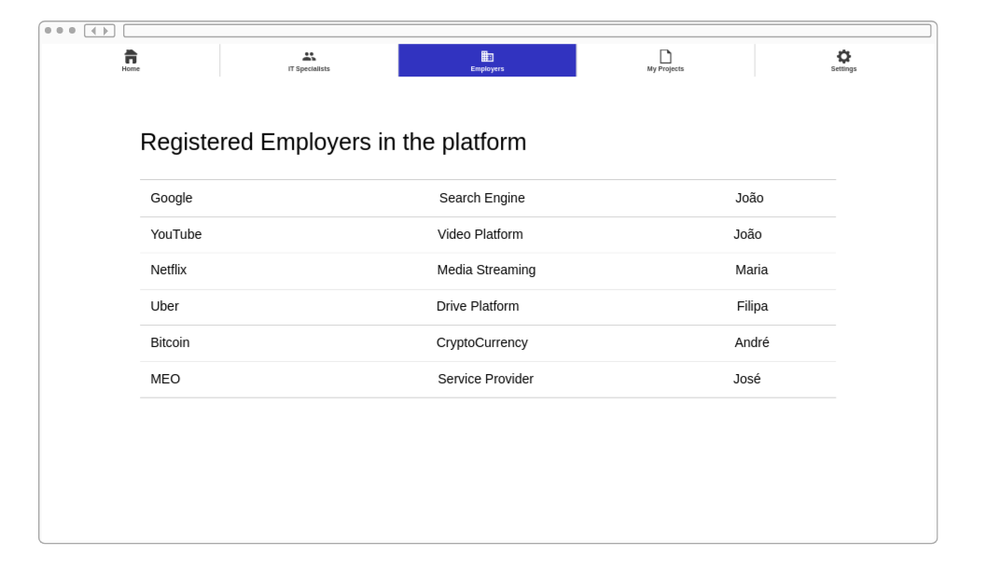 Home IT Specialists Employers My Projects Settings
Registered Employers in the platform
Google Search Engine João
YouTube Video Platform João
Netflix Media Streaming Maria
Uber Drive Platform Filipa
Bitcoin CryptoCurrency André
MEO Service Provider José